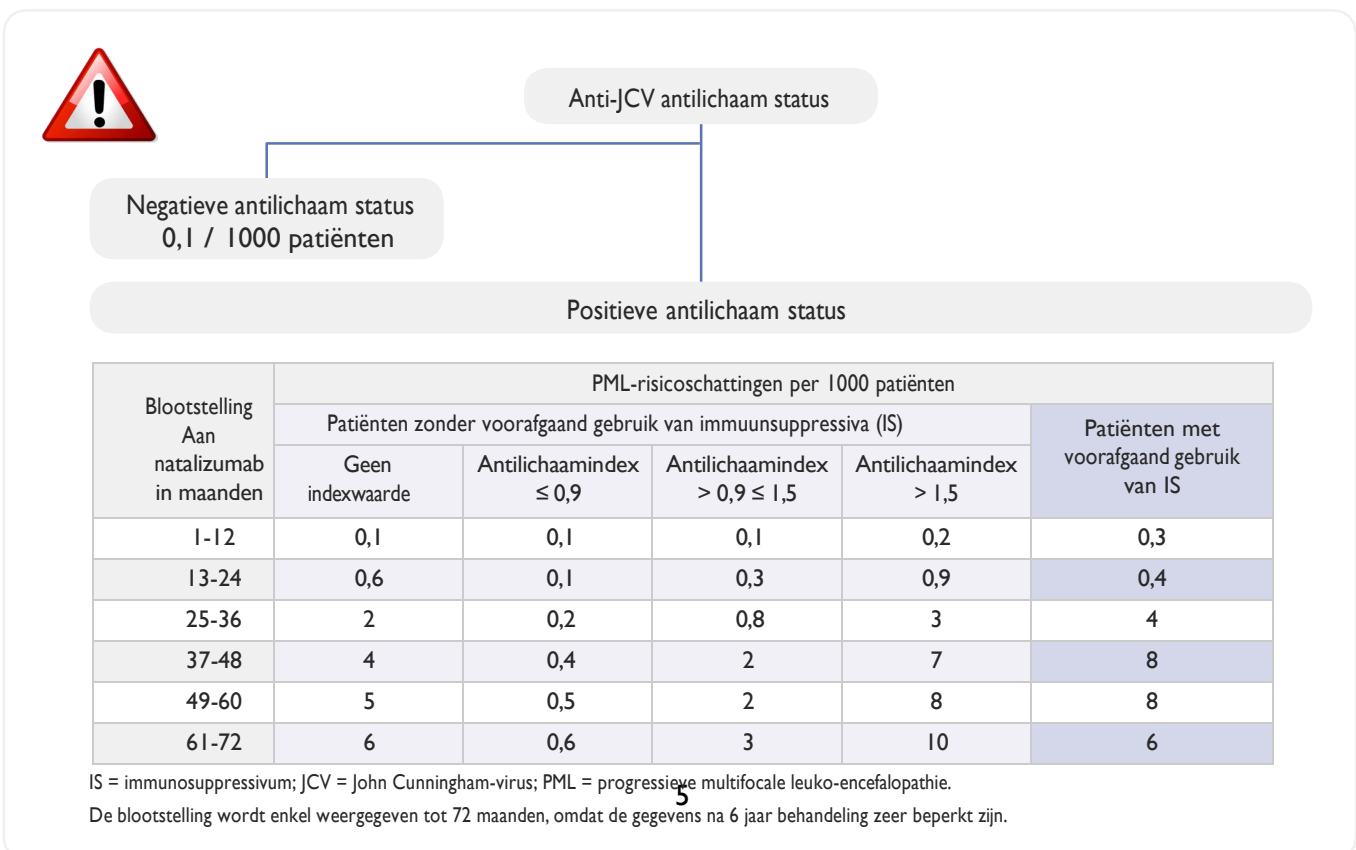 Anti-JCV antilichaam status
Negatieve antilichaam status
0,1 / 1000 patiënten
Positieve antilichaam status
Blootstelling
Aan
natalizumab
in maanden
PML-risicoschattingen per 1000 patiënten
Patiënten zonder voorafgaand gebruik van immuunsuppressiva (IS)
Patiënten met
voorafgaand gebruik
van IS
Geen
indexwaarde
Antilichaamindex
≤ 0,9
Antilichaamindex
> 0,9 ≤ 1,5
Antilichaamindex
> 1,5
1-12 0,1 0,1 0,1 0,2 0,3
13-24 0,6 0,1 0,3 0,9 0,4
25-36 2 0,2 0,8 3 4
37-48 4 0,4 2 7 8
49-60 5 0,5 2 8 8
61-72 6 0,6 3 10 6
IS = immunosuppressivum; JCV = John Cunningham-virus; PML = progressieve multifocale leuko-encefalopathie.
5
De blootstelling wordt enkel weergegeven tot 72 maanden, omdat de gegevens na 6 jaar behandeling zeer beperkt zijn.